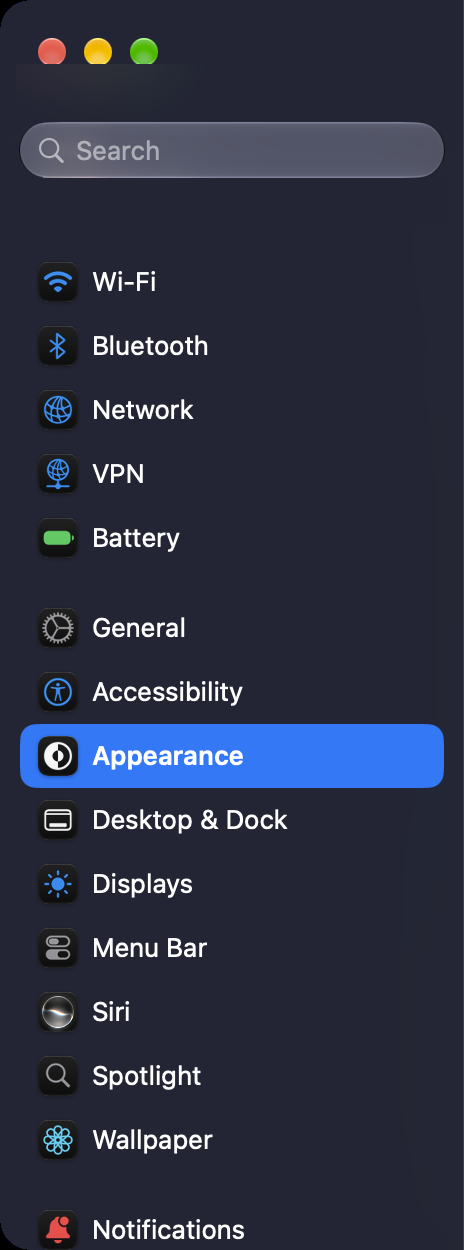 Search
Wi-Fi
Bluetooth
Network
VPN
Battery
General
Accessibility
Appearance
Desktop & Dock
Displays
Menu Bar
Siri
Spotlight
Wallpaper
Notifications